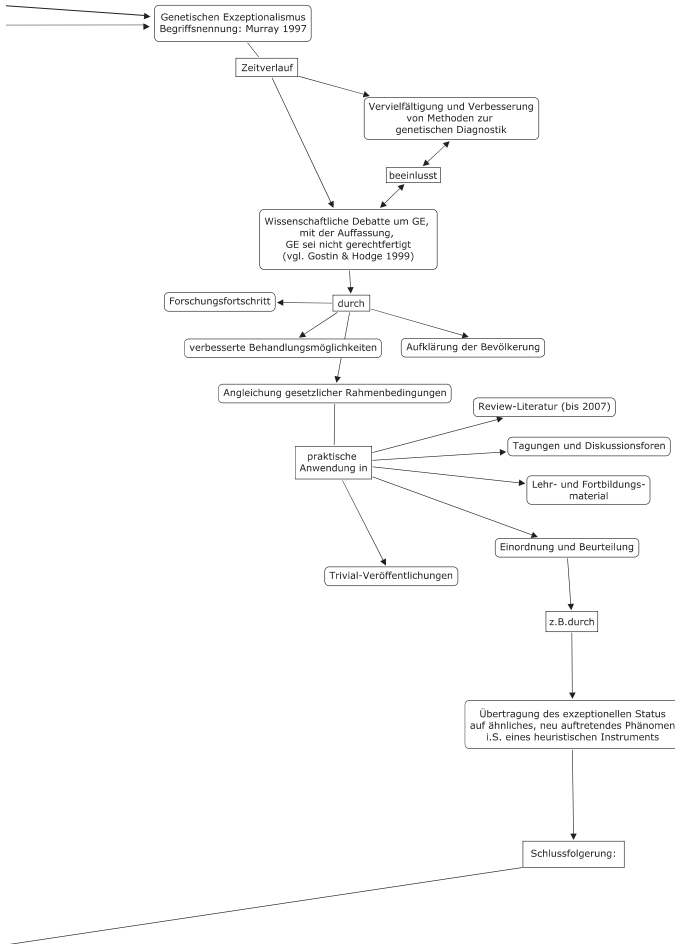 Genetischen Exzeptionalismus
Begriffsnennung: Murray 1997
Zeitverlauf
Vervielfältigung und Verbesserung
von Methoden zur
genetischen Diagnostik
beeinlusst
Wissenschaftliche Debatte um GE,
mit der Auffassung,
GE sei nicht gerechtfertigt
(vgl. Gostin & Hodge 1999)
Forschungsfortschritt
durch
verbesserte Behandlungsmöglichkeiten
Aufklärung der Bevölkerung
Angleichung gesetzlicher Rahmenbedingungen
Review-Literatur (bis 2007)
Tagungen und Diskussionsforen
praktische
Anwendung in
Lehr- und Fortbildungs-
material
Einordnung und Beurteilung
Trivial-Veröffentlichungen
z.B.durch
Übertragung des exzeptionellen Status
auf ähnliches, neu auftretendes Phänomen
i.S. eines heuristischen Instruments
Schlussfolgerung: